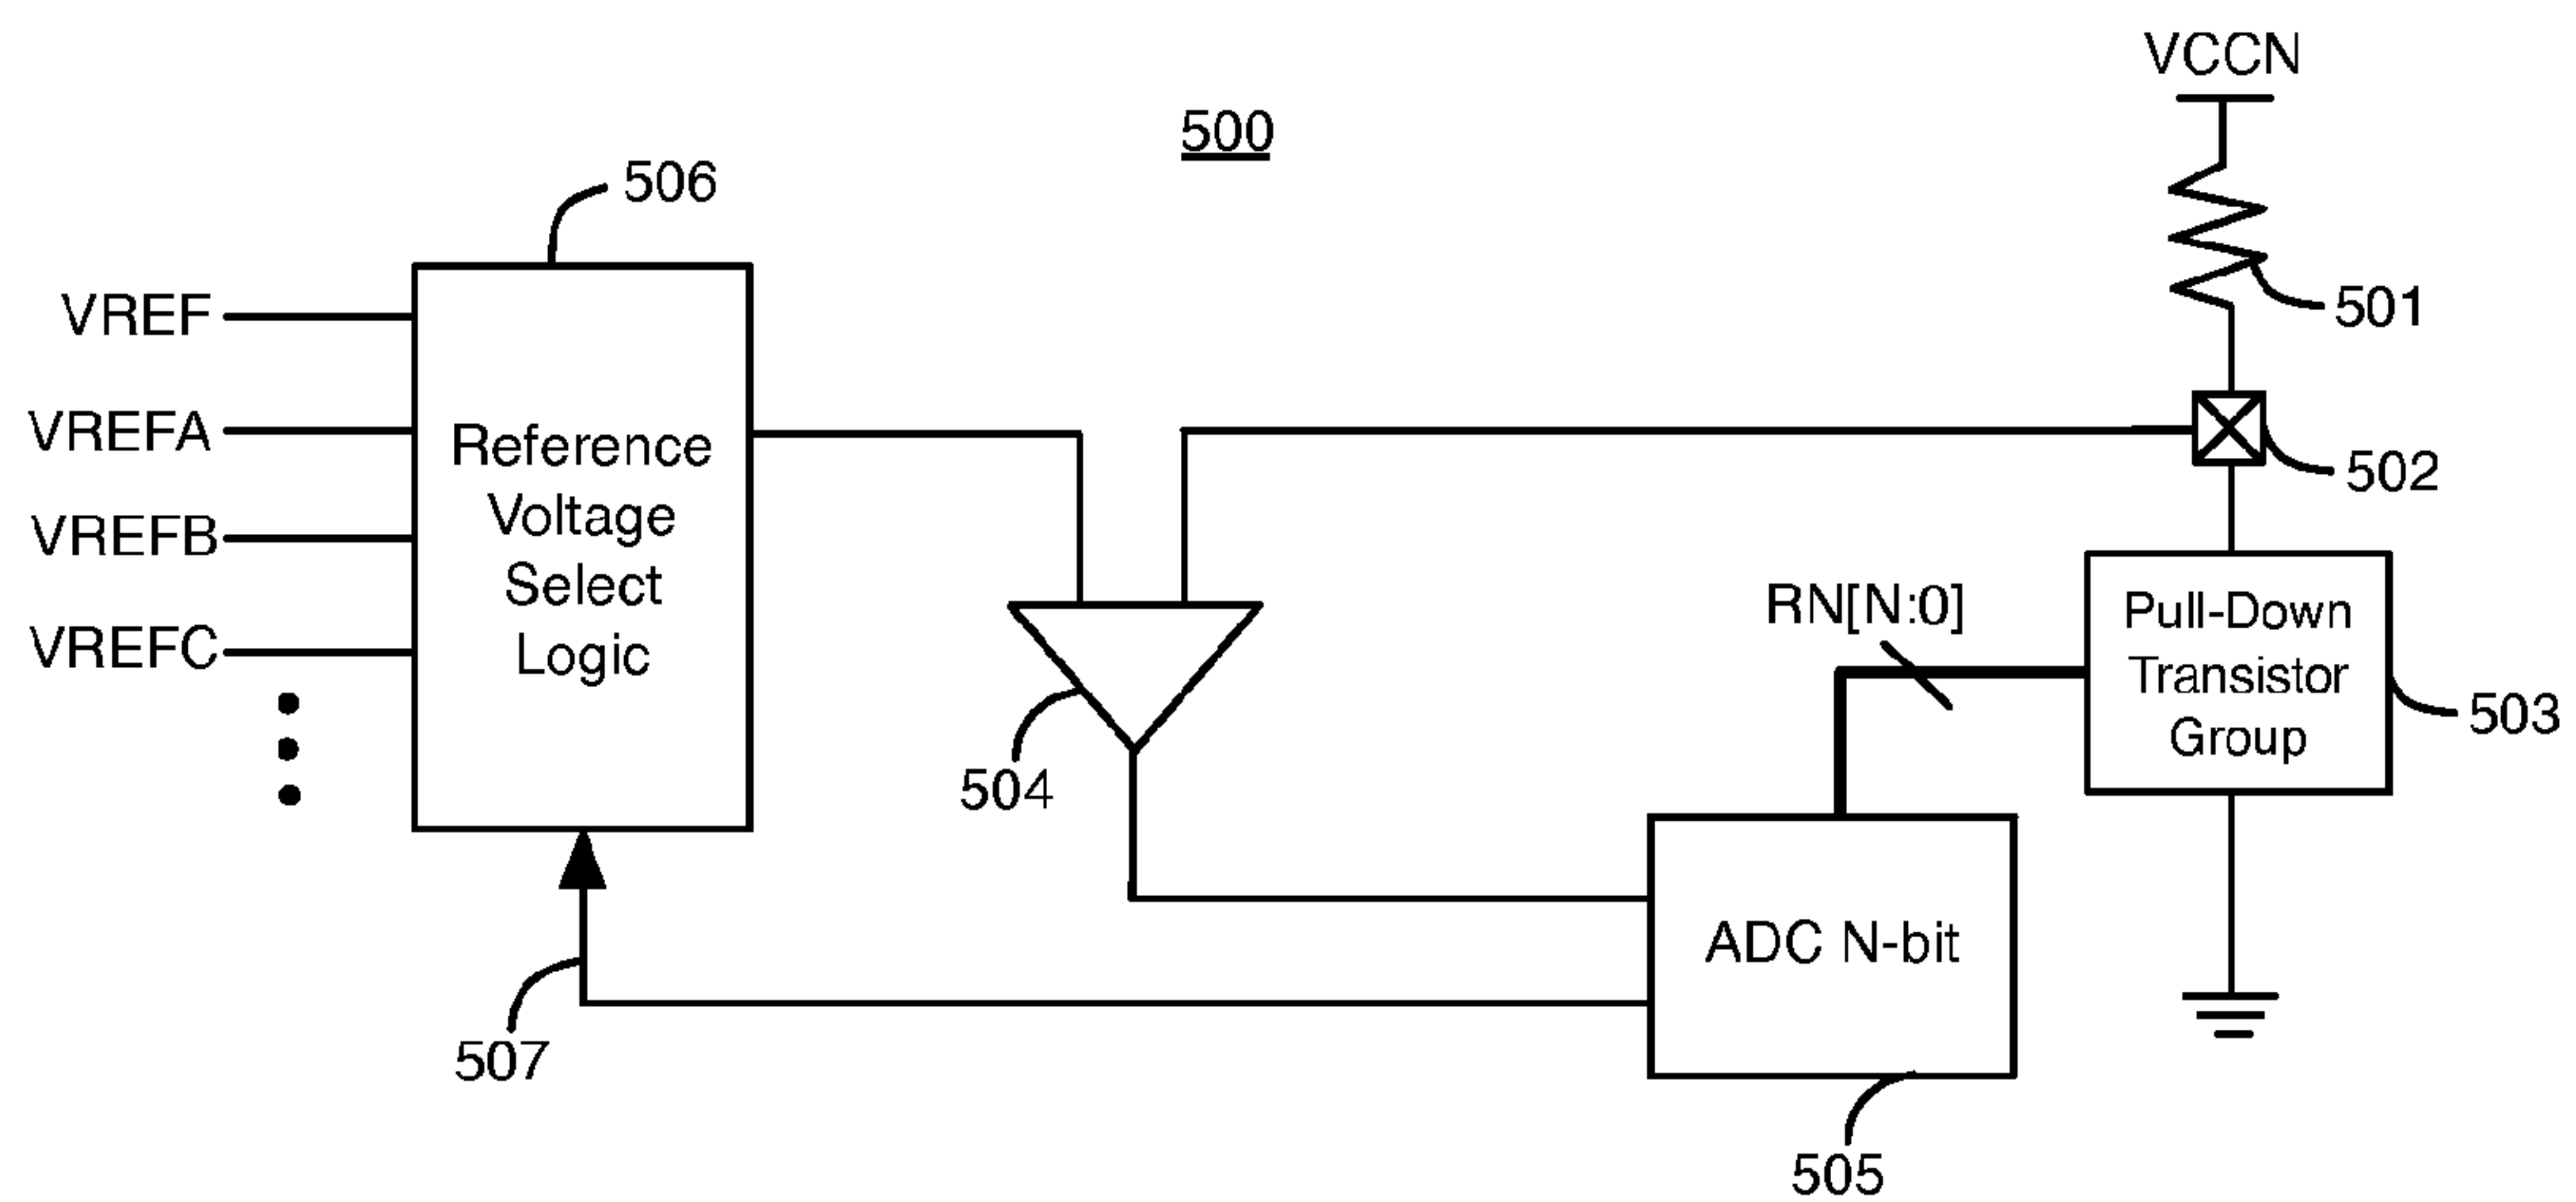 VCCN
500
506
VREF
501
VREFA
Reference
Voltage
Select
Logic
502
VREFB
RN[N:0]
Pull-Down
Transistor
Group
VREFC
503
504
ADC N-bit
507
505